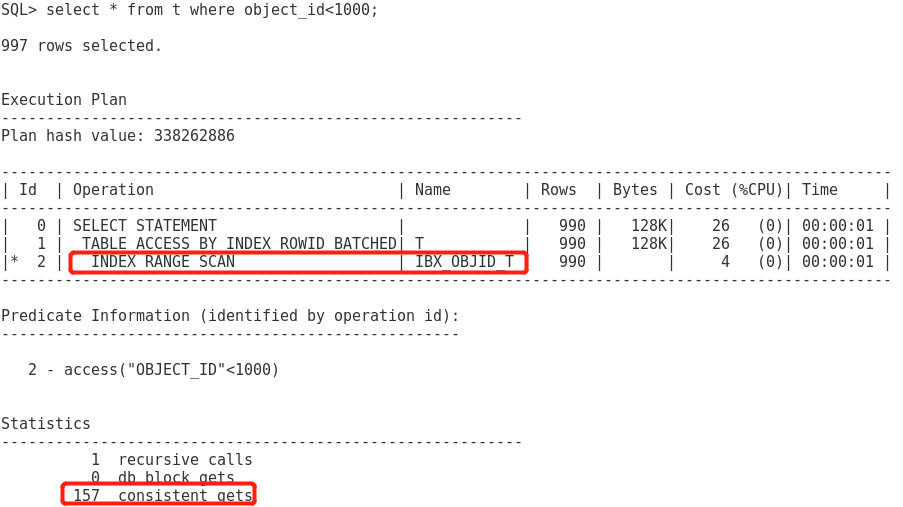 SQL> select * from t where object_id<1000;
997 rows selected.
Execution Plan
----------------------------------------------------------
Plan hash value: 338262886
---------------------------------------------------------------------------------------------------
| Id  | Operation                           | Name        | Rows  | Bytes | Cost (%CPU)| Time     |
---------------------------------------------------------------------------------------------------
|   0 | SELECT STATEMENT                    |             |   990 |   128K|    26   (0)| 00:00:01 |
|   1 |  TABLE ACCESS BY INDEX ROWID BATCHED| T           |   990 |   128K|    26   (0)| 00:00:01 |
|*  2 |   INDEX RANGE SCAN                  | IBX_OBJID_T |   990 |       |     4   (0)| 00:00:01 |
---------------------------------------------------------------------------------------------------
Predicate Information (identified by operation id):
---------------------------------------------------
2 - access("OBJECT_ID"<1000)
Statistics
----------------------------------------------------------
1  recursive calls
0  db block gets
157  consistent gets